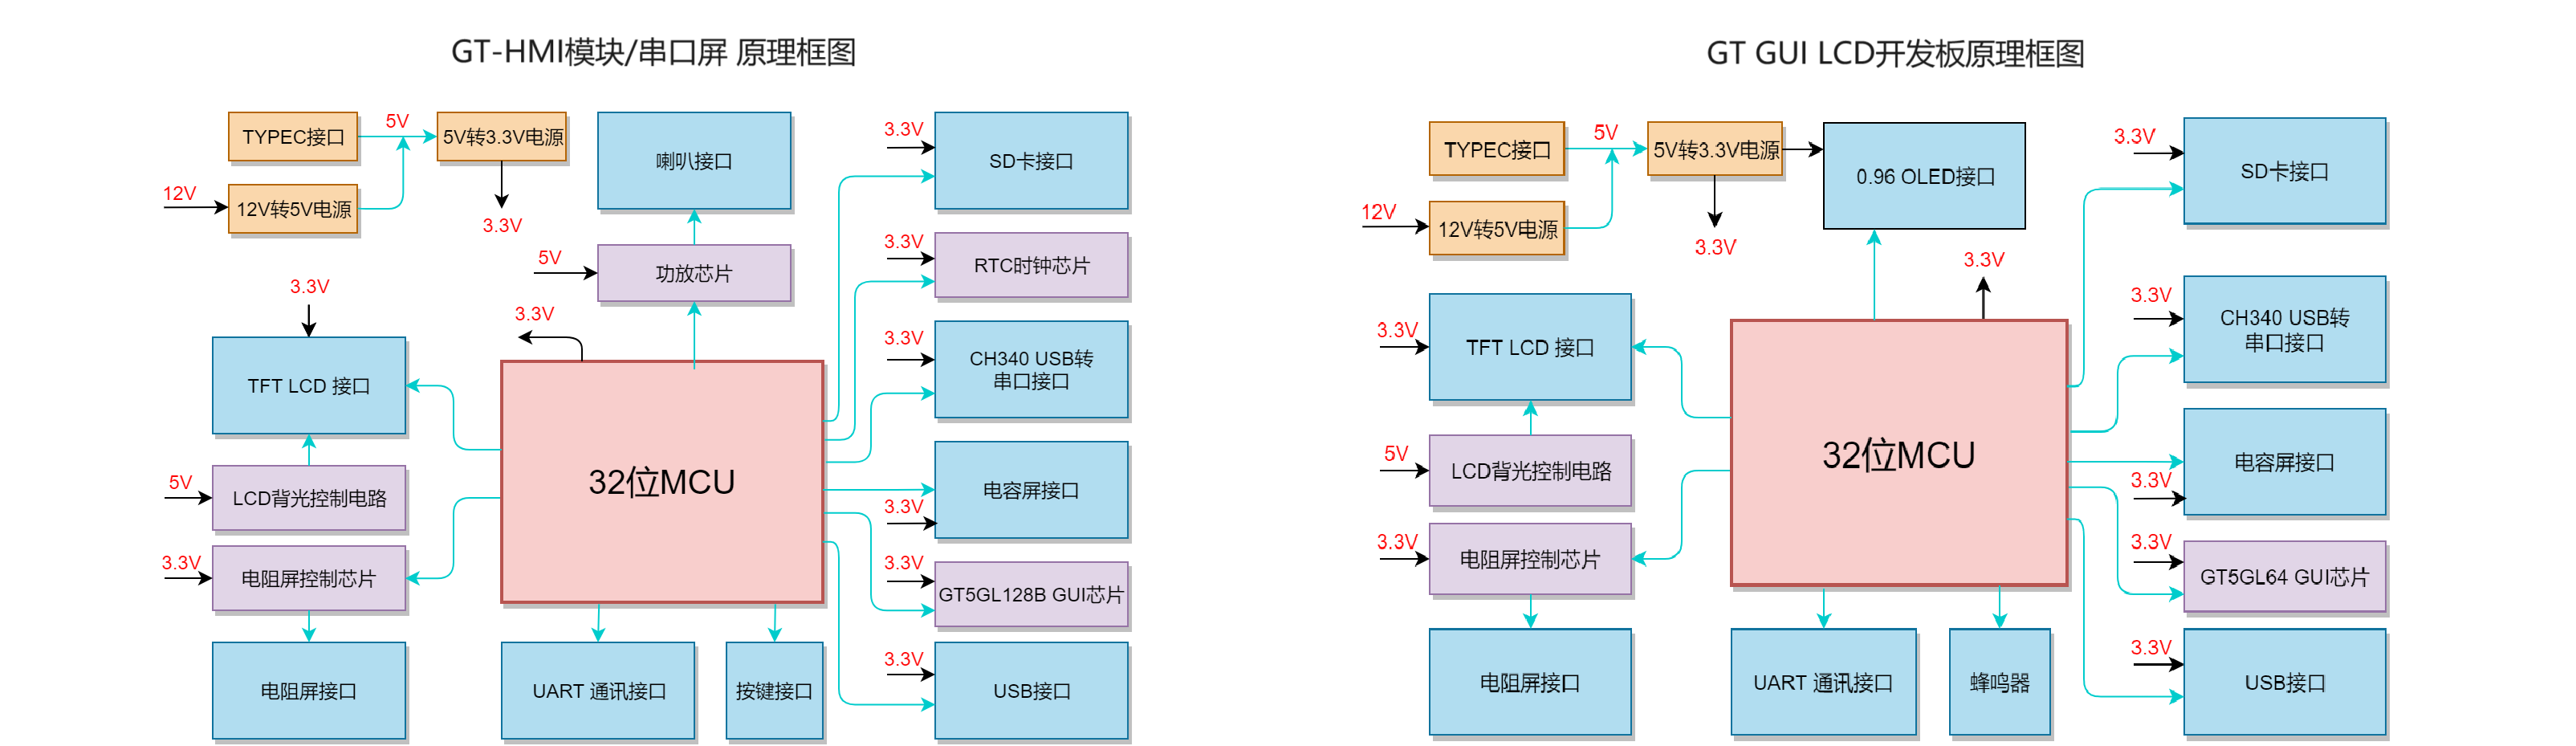 GT-HMI模块/串口屏 原理框图
TYPEC接口
5V
5V转3.3V电源
12V
12V转5V电源
3.3V
喇叭接口
5V
功放芯片
3.3V
SD卡接口
3.3V
RTC时钟芯片
3.3V
CH340 USB转
串口接口
3.3V
TFT LCD 接口
3.3V
32位MCU
5V
LCD背光控制电路
3.3V
电阻屏控制芯片
电阻屏接口
UART 通讯接口
按键接口
电容屏接口
3.3V
3.3V
GT5GL128B GUI芯片
3.3V
USB接口
GT GUI LCD开发板原理框图
TYPEC接口
5V
5V转3.3V电源
0.96 OLED接口
12V
12V转5V电源
3.3V
3.3V
3.3V
SD卡接口
3.3V
CH340 USB转
串口接口
3.3V
TFT LCD 接口
32位MCU
5V
LCD背光控制电路
3.3V
电阻屏控制芯片
电阻屏接口
UART 通讯接口
蜂鸣器
电容屏接口
3.3V
3.3V
GT5GL64 GUI芯片
3.3V
USB接口